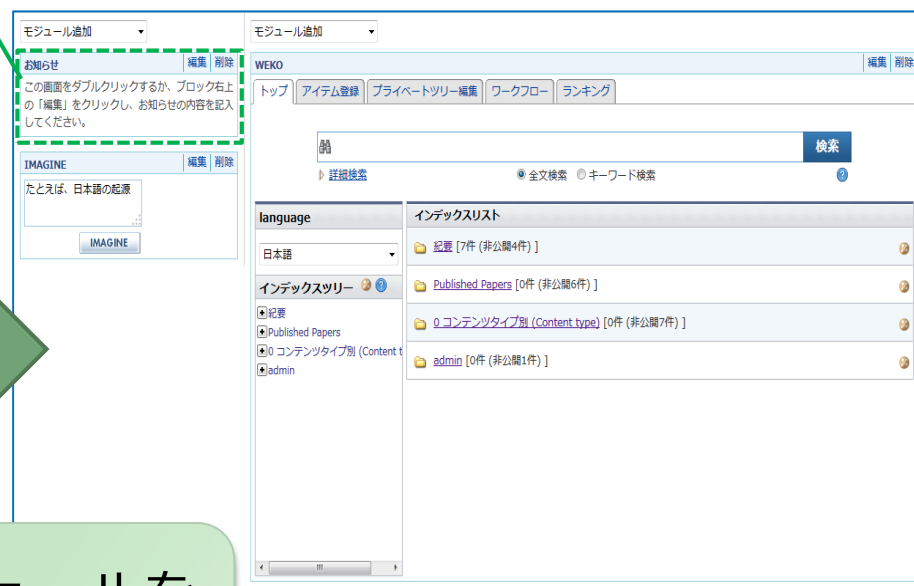 モジュール追加
お知らせ 編集 削除
この画面をダブルクリックするか、ブロック右上
の「編集」をクリックし、お知らせの内容を記入
してください。
IMAGINE 編集 削除
たとえば、日本語の起源
IMAGINE
モジュール追加
WEKO 編集 削除
トップ アイテム登録 プライベートツリー編集 ワークフロー ランキング
検索
詳細検索 全文検索 キーワード検索
language
日本語
インデックスツリー
紀要
Published Papers
0 コンテンツタイプ別 (Content t
admin
インデックスリスト
紀要 [7件 (非公開4件) ]
Published Papers [0件 (非公開6件) ]
0 コンテンツタイプ別 (Content type) [0件 (非公開7件) ]
admin [0件 (非公開1件) ]
ールを